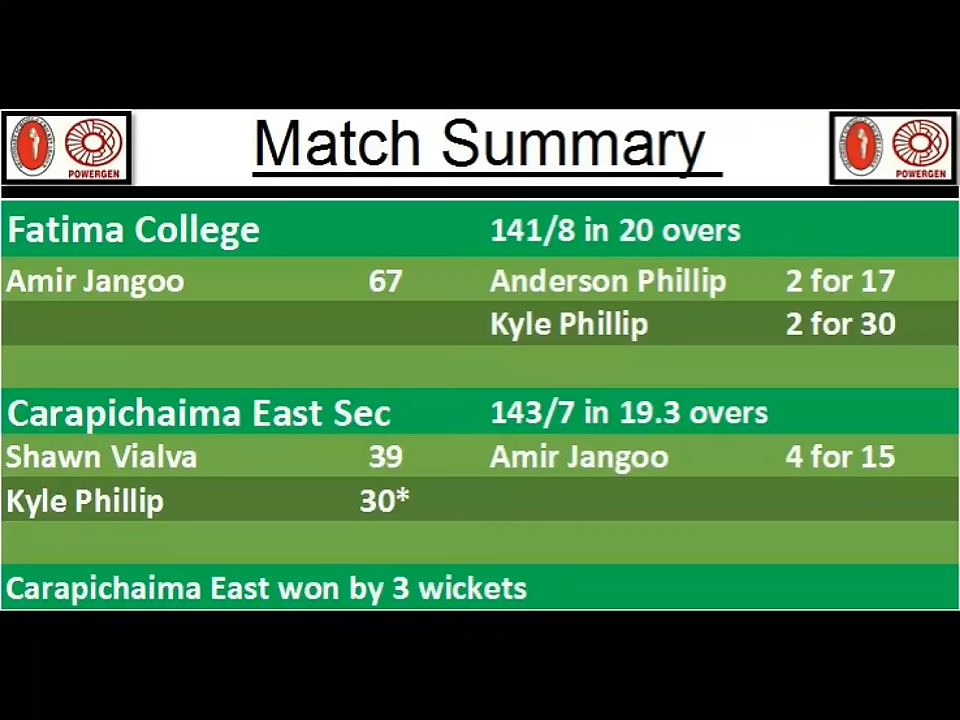 POWERGEN
Match Summary
POWERGEN
Fatima College 141/8 in 20 overs
Amir Jangoo 67 Anderson Phillip 2 for 17
Kyle Phillip 2 for 30
Carapichaima East Sec 143/7 in 19.3 overs
Shawn Vialva 39 Amir Jangoo 4 for 15
Kyle Phillip 30*
Carapichaima East won by 3 wickets